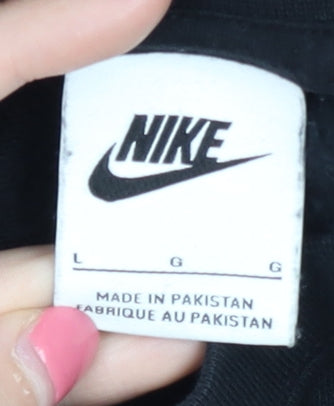 NIKE
L G G
MADE IN PAKISTAN
FABRIQUE AU PAKISTAN